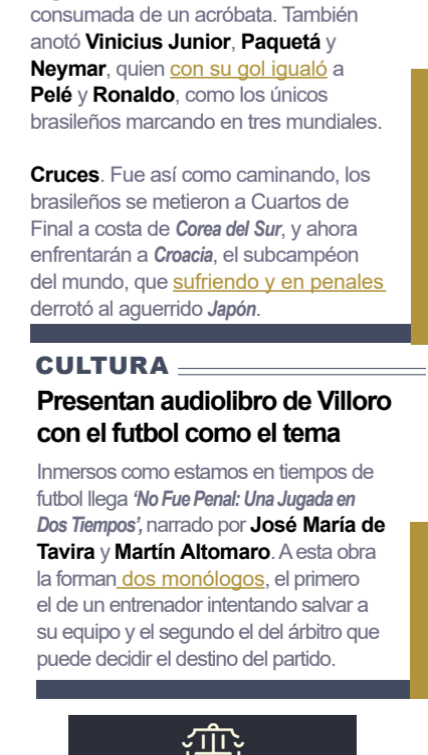 consumada de un acróbata. También
anotó Vinicius Junior, Paquetá y
Neymar, quien con su gol igualó a
Pelé y Ronaldo, como los únicos
brasileños marcando en tres mundiales.
Cruces. Fue así como caminando, los
brasileños se metieron a Cuartos de
Final a costa de Corea del Sur, y ahora
enfrentarán a Croacia, el subcampéon
del mundo, que sufriendo y en penales
derrotó al aguerrido Japón.
CULTURA
Presentan audiolibro de Villoro
con el futbol como el tema
Inmersos como estamos en tiempos de
futbol llega ‘No Fue Penal: Una Jugada en
Dos Tiempos’, narrado por José María de
Tavira y Martín Altomaro. A esta obra
la forman dos monólogos, el primero
el de un entrenador intentando salvar a
su equipo y el segundo el del árbitro que
puede decidir el destino del partido.